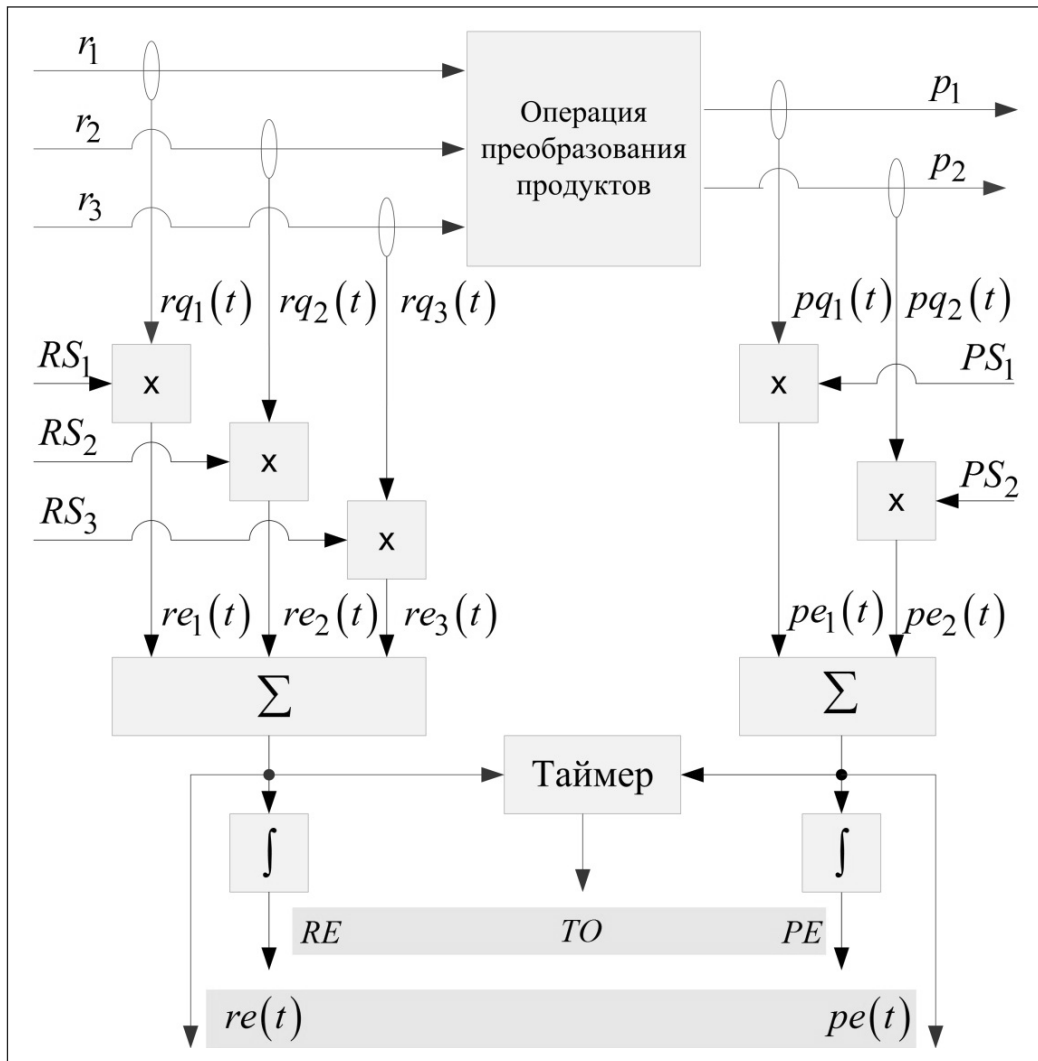 r₁
r₂
r₃
Операция
преобразования
продуктов
p₁
p₂
rq₁(t) rq₂(t) rq₃(t) pq₁(t) pq₂(t)
RS₁ x x PS₁
RS₂ x
x PS₂
RS₃ x
re₁(t) re₂(t) re₃(t) pe₁(t) pe₂(t)
Σ Σ
Таймер
∫ ∫
RE TO PE
re(t) pe(t)